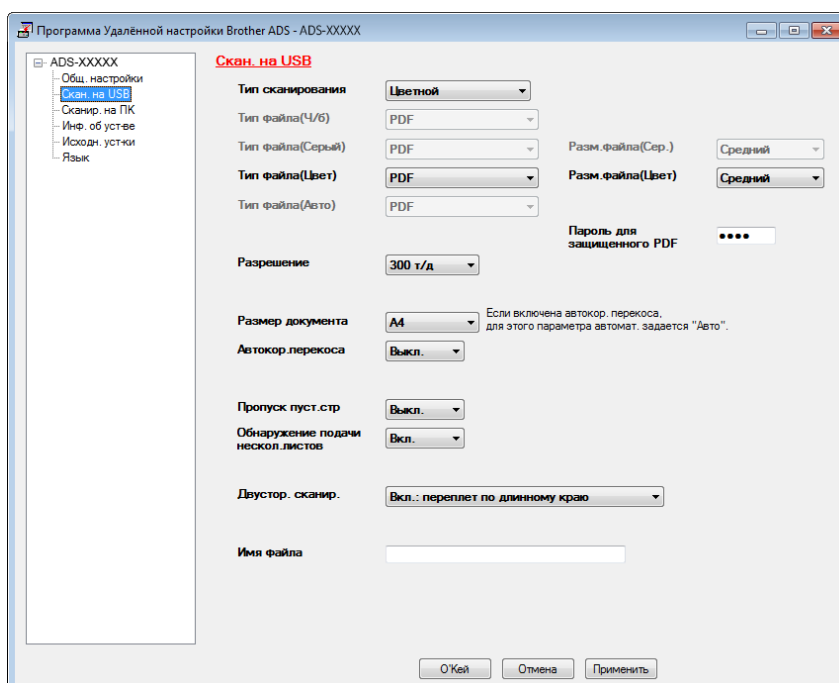 Программа Удалённой настройки Brother ADS - ADS-XXXXX
ADS-XXXXX
Общ. настройки
Скан. на USB
Сканир. на ПК
Инф. об уст-ве
Исходн. уст-ки
Язык
Скан. на USB
Тип сканирования Цветной
Тип файла(Ч/б) PDF
Тип файла(Серый) PDF Разм.файла(Сер.) Средний
Тип файла(Цвет) PDF Разм.файла(Цвет) Средний
Тип файла(Авто) PDF
Пароль для
защищенного PDF ••••
Разрешение 300 т/д
Размер документа A4 Если включена автокор. перекоса,
для этого параметра автомат. задается "Авто".
Автокор.перекоса Выкл.
Пропуск пуст.стр Выкл.
Обнаружение подачи
нескол.листов Вкл.
Двустор. сканир. Вкл.: переплет по длинному краю
Имя файла
О'Кей Отмена Применить